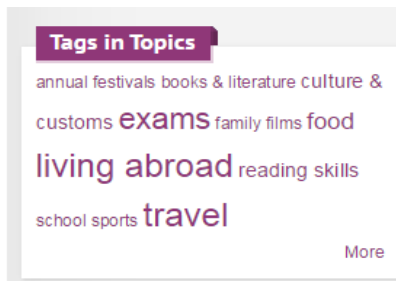 Tags in Topics
annual festivals books & literature culture &
customs exams family films food
living abroad reading skills
school sports travel
More